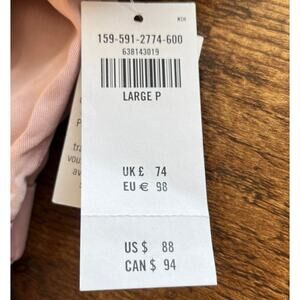 159-591-2774-600
638143019
LARGE P
UK £ 74
EU € 98
US $ 88
CAN $ 94